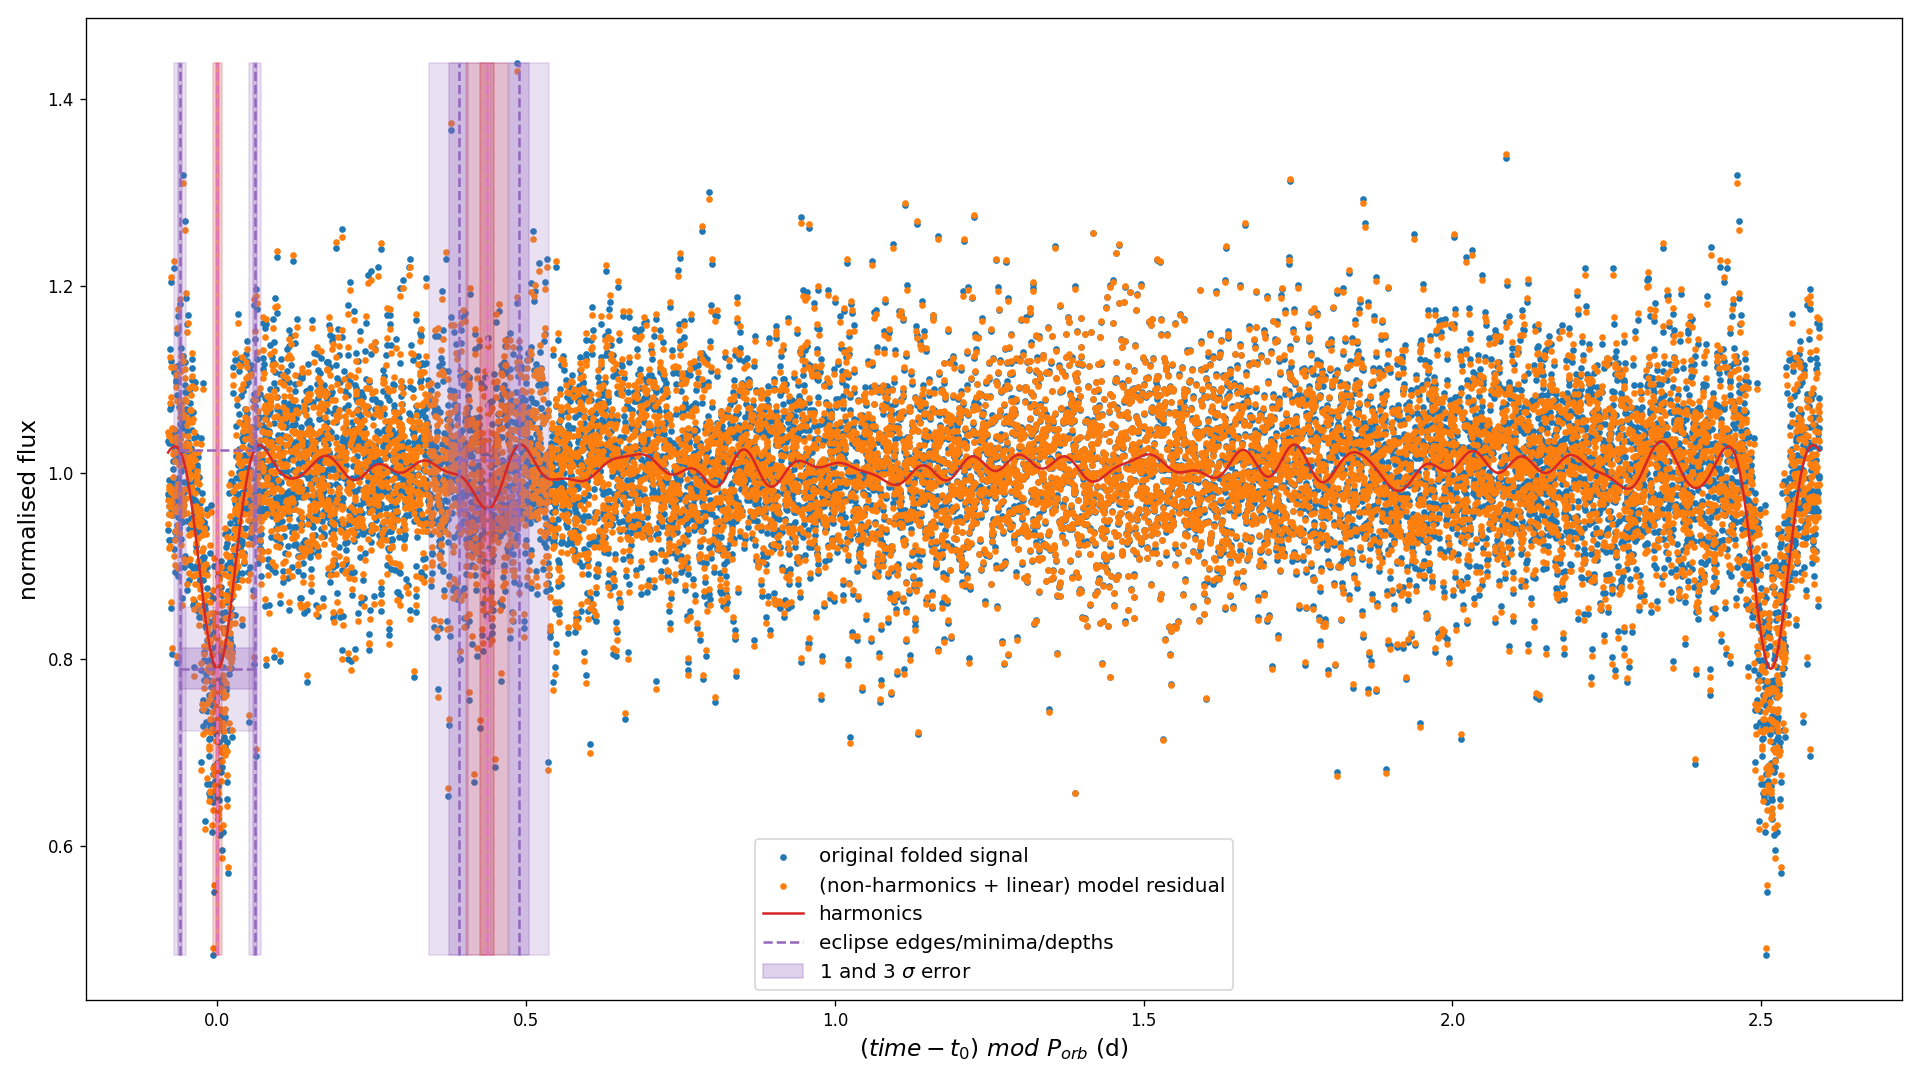 normalised flux
1.4
1.2
1.0
0.8
0.6
original folded signal
(non-harmonics + linear) model residual
harmonics
eclipse edges/minima/depths
1 and 3 σ error
0.0 0.5 1.0 1.5 2.0 2.5
(time − t₀) mod Pₒᵣb (d)